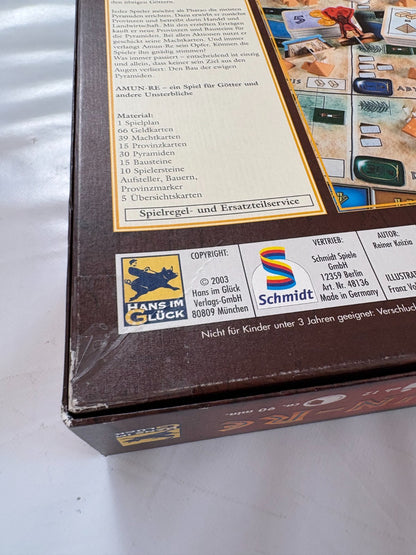 den übrigen Göttern.
Jeder Spieler möchte als Pharao die meisten
Pyramiden errichten. Dazu erwirbt er zunächst
Provinzen und betreibt darin Handel und
Landwirtschaft. Mit den erzielten Erträgen
kauft er neue Provinzen und Bausteine für
die Pyramiden. Bei allen Aktionen nutzt er
geschickt seine Machtkarten. Und immer
verlangt Amun-Re sein Opfer. Können die
Spieler ihn gnädig stimmen?
Was immer passiert – entscheidend ist einzig
und allein, dass keiner sein Ziel aus den
Augen verliert: Den Bau der ewigen
Pyramiden.
AMUN-RE – ein Spiel für Götter und
andere Unsterbliche
Material:
1 Spielplan
66 Geldkarten
39 Machtkarten
15 Provinzkarten
30 Pyramiden
15 Bausteine
10 Spielersteine
Aufsteller, Bauern,
Provinzmarker
5 Übersichtskarten
Spielregel- und Ersatzteilservice
HANS IM
GLÜCK
COPYRIGHT:
© 2003
Hans im Glück
Verlags-GmbH
80809 München
Schmidt
VERTRIEB:
Schmidt Spiele
GmbH
12359 Berlin
Art. Nr. 48136
Made in Germany
AUTOR:
Reiner Knizia
ILLUSTR
Franz Vo
Nicht für Kinder unter 3 Jahren geeignet: Verschluck
ca. 90 min.